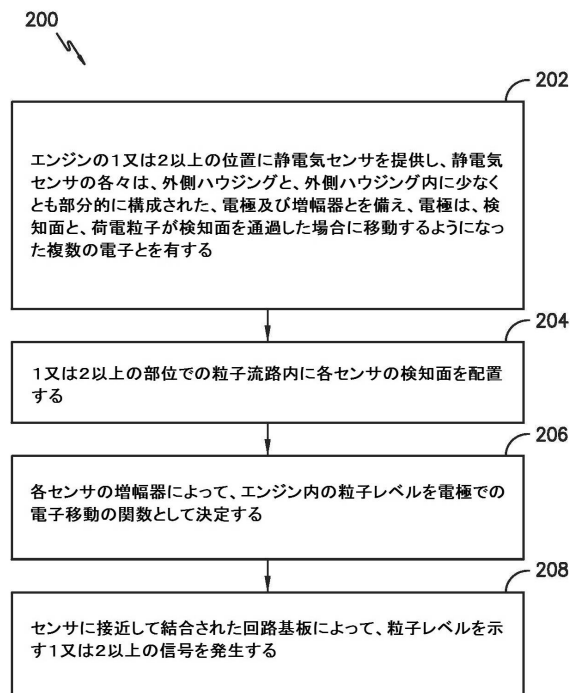 200
202
エンジンの1又は2以上の位置に静電気センサを提供し、静電気
センサの各々は、外側ハウジングと、外側ハウジング内に少なく
とも部分的に構成された、電極及び増幅器とを備え、電極は、検
知面と、荷電粒子が検知面を通過した場合に移動するようになっ
た複数の電子とを有する
204
1又は2以上の部位での粒子流路内に各センサの検知面を配置
する
206
各センサの増幅器によって、エンジン内の粒子レベルを電極での
電子移動の関数として決定する
208
センサに接近して結合された回路基板によって、粒子レベルを示
す1又は2以上の信号を発生する